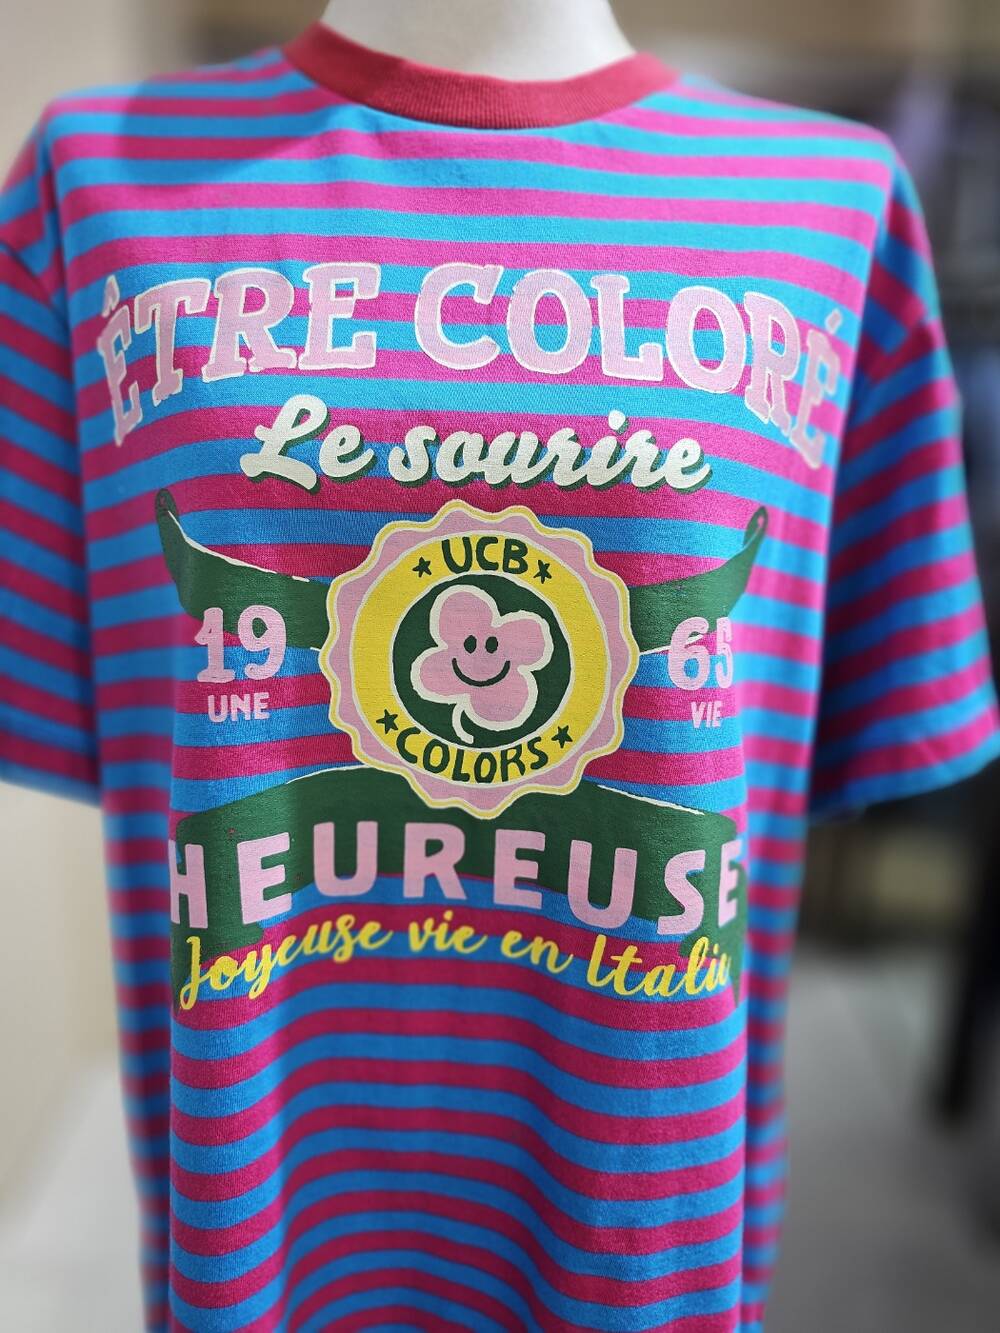 ÊTRE COLORÉ
Le sourire
UCB
19 65
UNE VIE
COLORS
HEUREUSE
Joyeuse vie en Italie